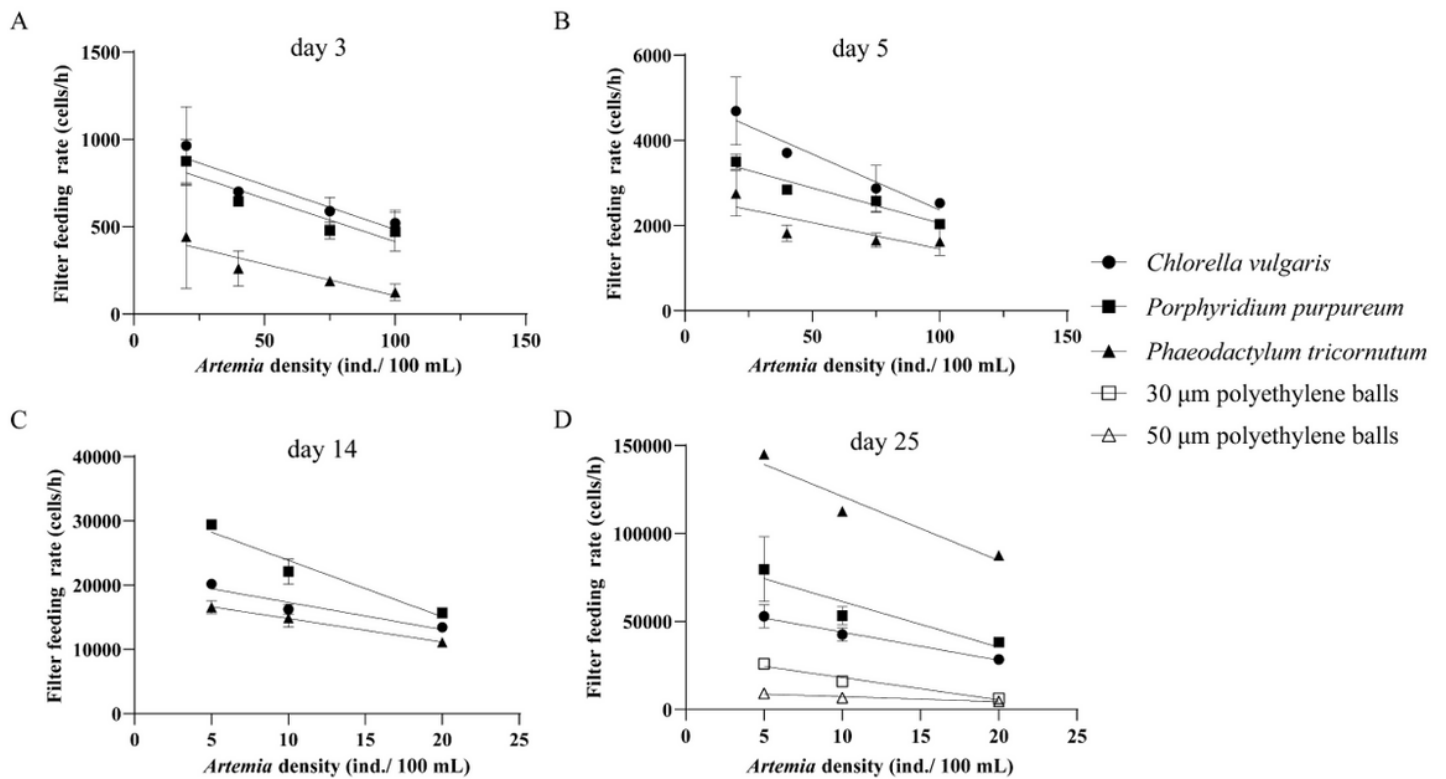 A
day 3
Filter feeding rate (cells/h)
1500
1000
500
0
0 50 100 150
Artemia density (ind./ 100 mL)
B
day 5
Filter feeding rate (cells/h)
6000
4000
2000
0
0 50 100 150
Artemia density (ind./ 100 mL)
Chlorella vulgaris
Porphyridium purpureum
Phaeodactylum tricornutum
30 µm polyethylene balls
50 µm polyethylene balls
C
day 14
Filter feeding rate (cells/h)
40000
30000
20000
10000
0
0 5 10 15 20 25
Artemia density (ind./ 100 mL)
D
day 25
Filter feeding rate (cells/h)
150000
100000
50000
0
0 5 10 15 20 25
Artemia density (ind./ 100 mL)